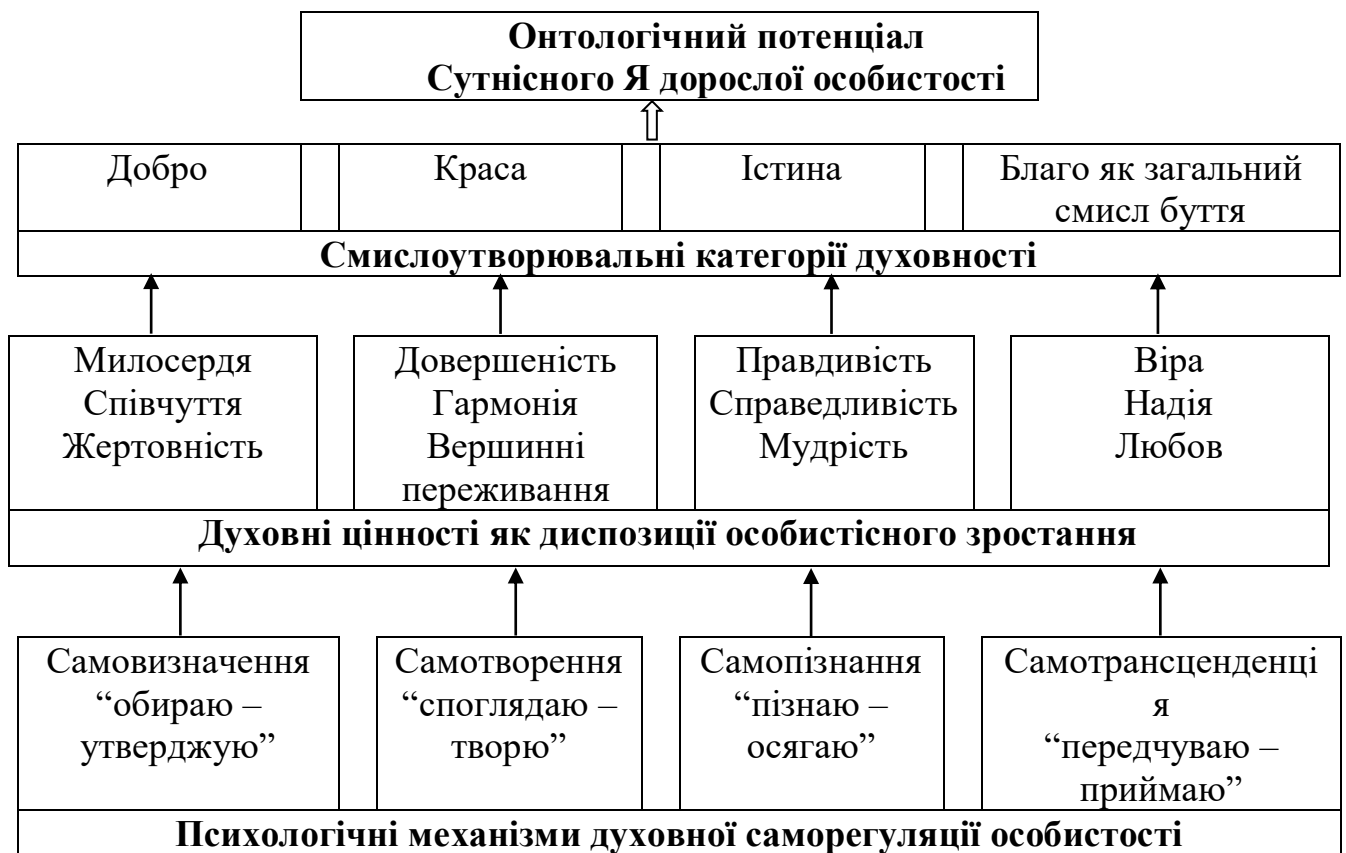 Онтологічний потенціал
Сутнісного Я дорослої особистості
Добро
Краса
Істина
Благо як загальний
смисл буття
Смислоутворювальні категорії духовності
Милосердя
Співчуття
Жертовність
Довершеність
Гармонія
Вершинні
переживання
Правдивість
Справедливість
Мудрість
Віра
Надія
Любов
Духовні цінності як диспозиції особистісного зростання
Самовизначення
“обираю –
утверджую”
Самотворення
“споглядаю –
творю”
Самопізнання
“пізнаю –
осягаю”
Самотрансценденці
я
“передчуваю –
приймаю”
Психологічні механізми духовної саморегуляції особистості